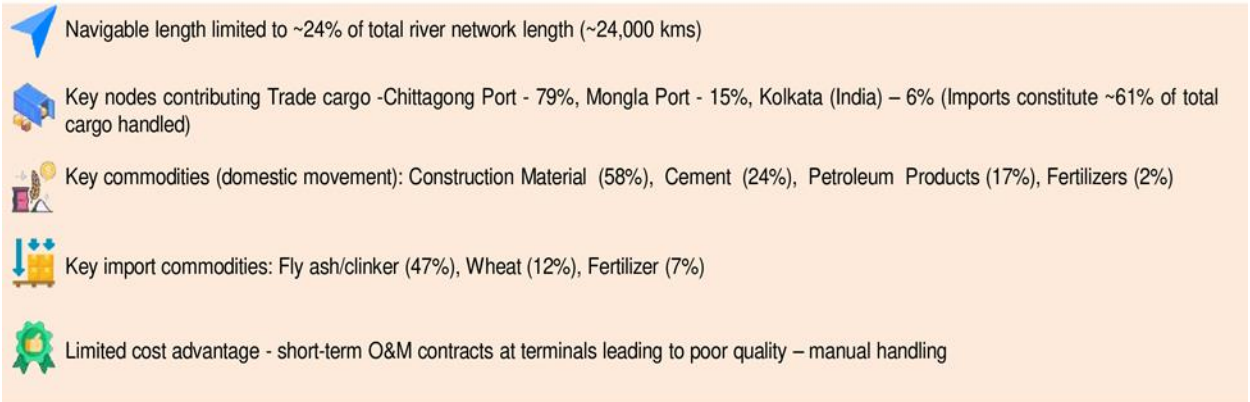 Navigable length limited to ~24% of total river network length (~24,000 kms)
Key nodes contributing Trade cargo -Chittagong Port - 79%, Mongla Port - 15%, Kolkata (India) – 6% (Imports constitute ~61% of total
cargo handled)
Key commodities (domestic movement): Construction Material (58%), Cement (24%), Petroleum Products (17%), Fertilizers (2%)
Key import commodities: Fly ash/clinker (47%), Wheat (12%), Fertilizer (7%)
Limited cost advantage - short-term O&M contracts at terminals leading to poor quality – manual handling